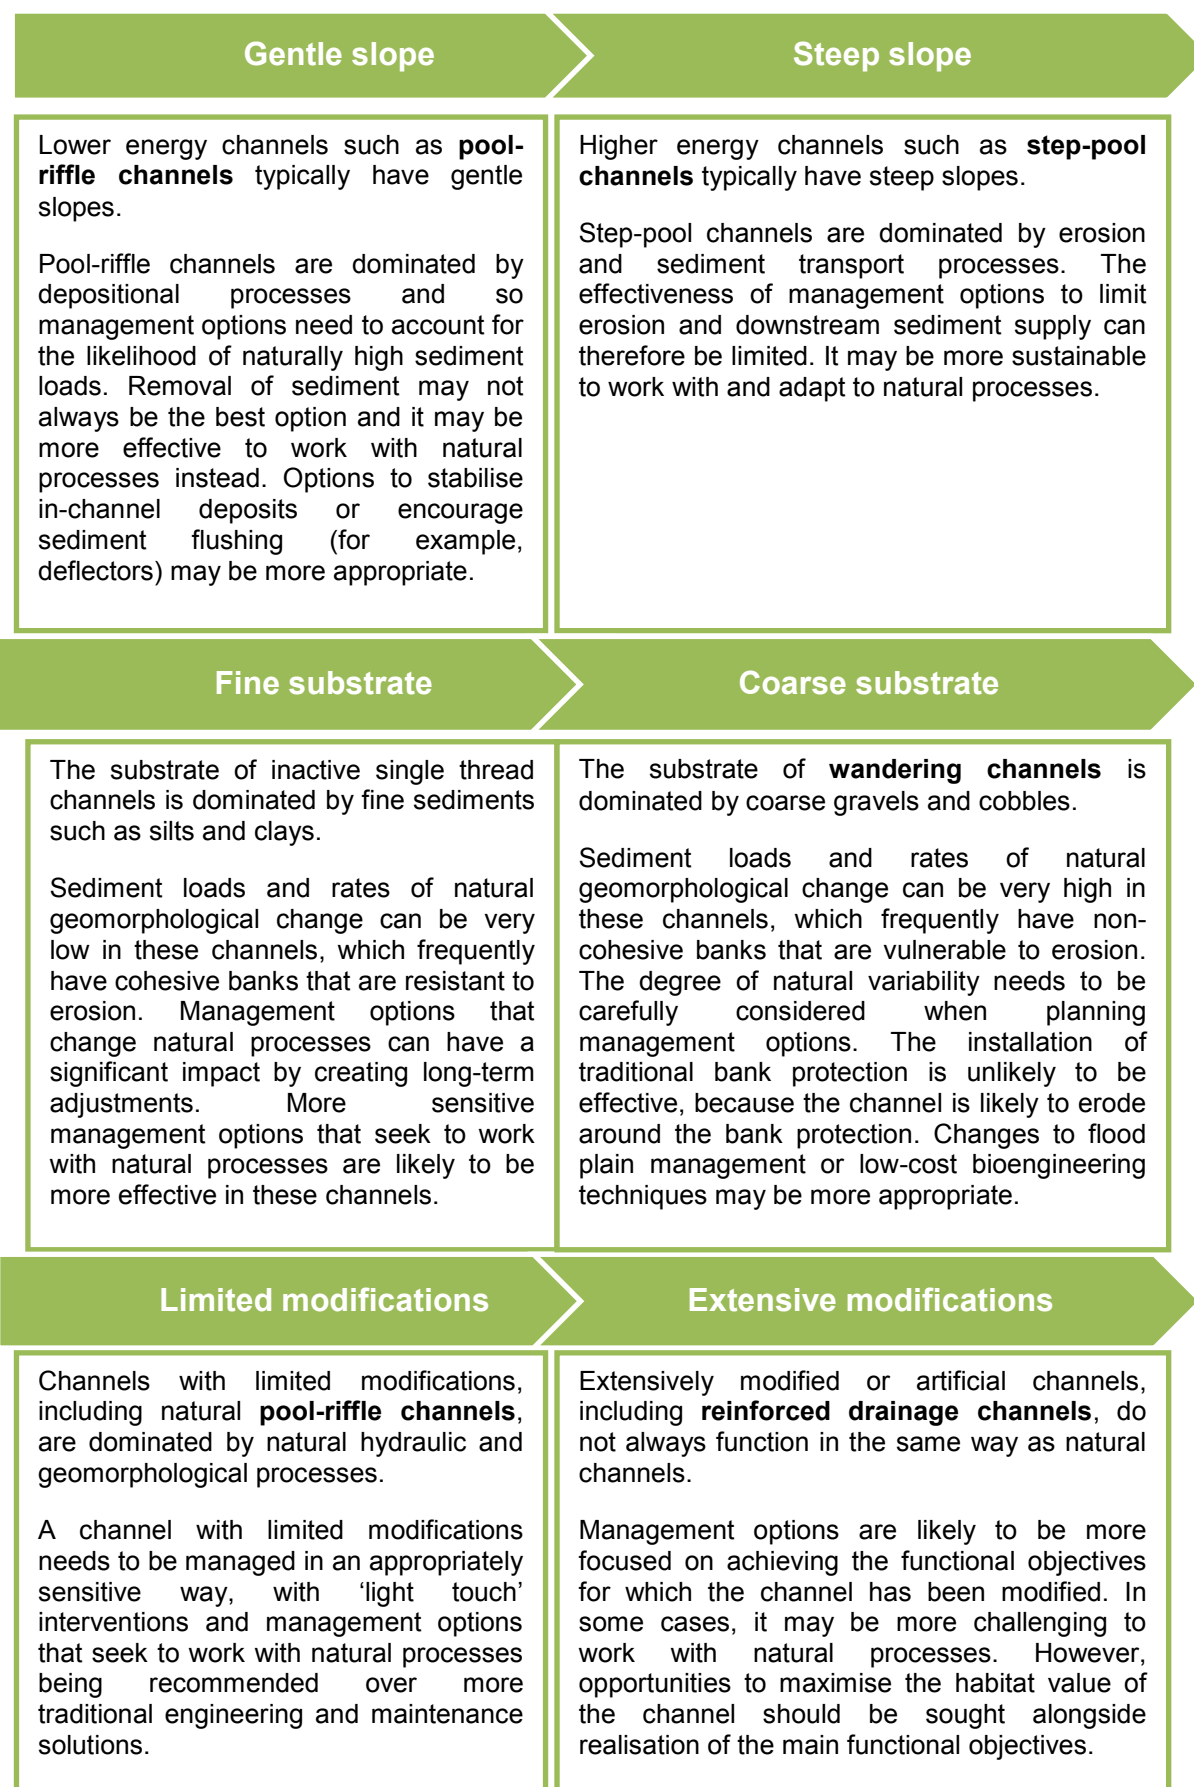 Gentle slope
Steep slope
Lower energy channels such as pool-
riffle channels typically have gentle
slopes.
Pool-riffle channels are dominated by
depositional processes and so
management options need to account for
the likelihood of naturally high sediment
loads. Removal of sediment may not
always be the best option and it may be
more effective to work with natural
processes instead. Options to stabilise
in-channel deposits or encourage
sediment flushing (for example,
deflectors) may be more appropriate.
Higher energy channels such as step-pool
channels typically have steep slopes.
Step-pool channels are dominated by erosion
and sediment transport processes. The
effectiveness of management options to limit
erosion and downstream sediment supply can
therefore be limited. It may be more sustainable
to work with and adapt to natural processes.
Fine substrate
Coarse substrate
The substrate of inactive single thread
channels is dominated by fine sediments
such as silts and clays.
Sediment loads and rates of natural
geomorphological change can be very
low in these channels, which frequently
have cohesive banks that are resistant to
erosion. Management options that
change natural processes can have a
significant impact by creating long-term
adjustments. More sensitive
management options that seek to work
with natural processes are likely to be
more effective in these channels.
The substrate of wandering channels is
dominated by coarse gravels and cobbles.
Sediment loads and rates of natural
geomorphological change can be very high in
these channels, which frequently have non-
cohesive banks that are vulnerable to erosion.
The degree of natural variability needs to be
carefully considered when planning
management options. The installation of
traditional bank protection is unlikely to be
effective, because the channel is likely to erode
around the bank protection. Changes to flood
plain management or low-cost bioengineering
techniques may be more appropriate.
Limited modifications
Extensive modifications
Channels with limited modifications,
including natural pool-riffle channels,
are dominated by natural hydraulic and
geomorphological processes.
A channel with limited modifications
needs to be managed in an appropriately
sensitive way, with ‘light touch’
interventions and management options
that seek to work with natural processes
being recommended over more
traditional engineering and maintenance
solutions.
Extensively modified or artificial channels,
including reinforced drainage channels, do
not always function in the same way as natural
channels.
Management options are likely to be more
focused on achieving the functional objectives
for which the channel has been modified. In
some cases, it may be more challenging to
work with natural processes. However,
opportunities to maximise the habitat value of
the channel should be sought alongside
realisation of the main functional objectives.